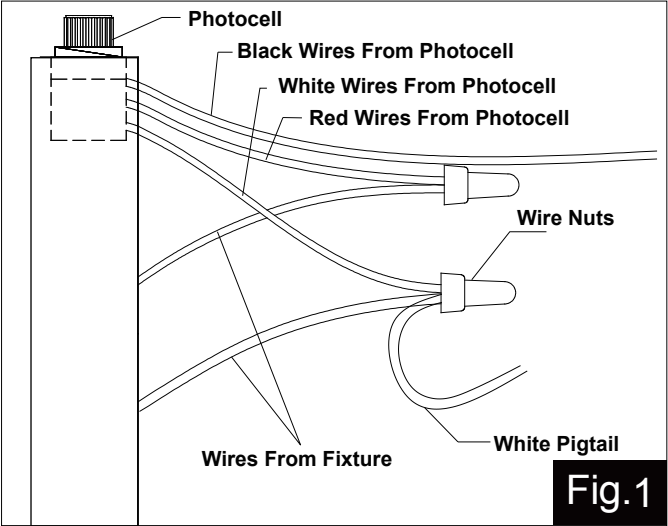 Photocell
Black Wires From Photocell
White Wires From Photocell
Red Wires From Photocell
Wire Nuts
White Pigtail
Wires From Fixture
Fig.1